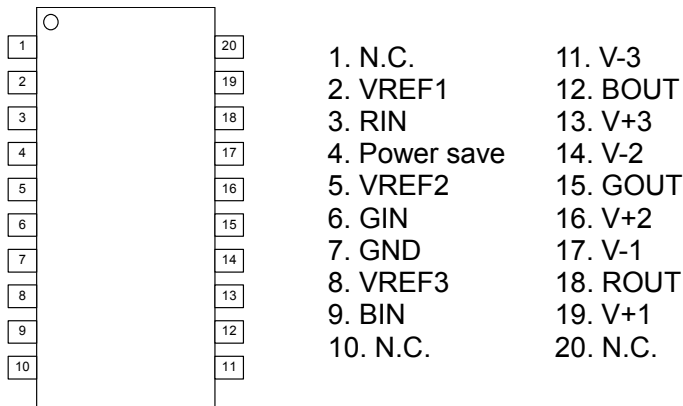 1 20
2 19
3 18
4 17
5 16
6 15
7 14
8 13
9 12
10 11
1. N.C.
2. VREF1
3. RIN
4. Power save
5. VREF2
6. GIN
7. GND
8. VREF3
9. BIN
10. N.C.
11. V-3
12. BOUT
13. V+3
14. V-2
15. GOUT
16. V+2
17. V-1
18. ROUT
19. V+1
20. N.C.